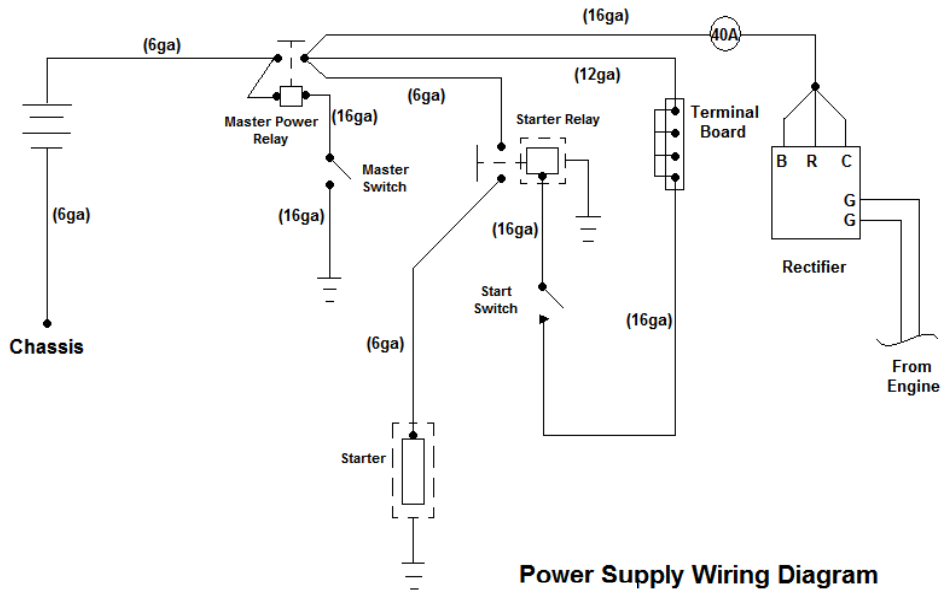 (16ga)
(6ga)
40A
(12ga)
(6ga)
Master Power
Relay
(16ga)
Starter Relay
Terminal
Board
Master
Switch
B R C
G
G
(6ga)
(16ga)
(16ga)
Rectifier
Start
Switch
(16ga)
Chassis
(6ga)
From
Engine
Starter
Power Supply Wiring Diagram